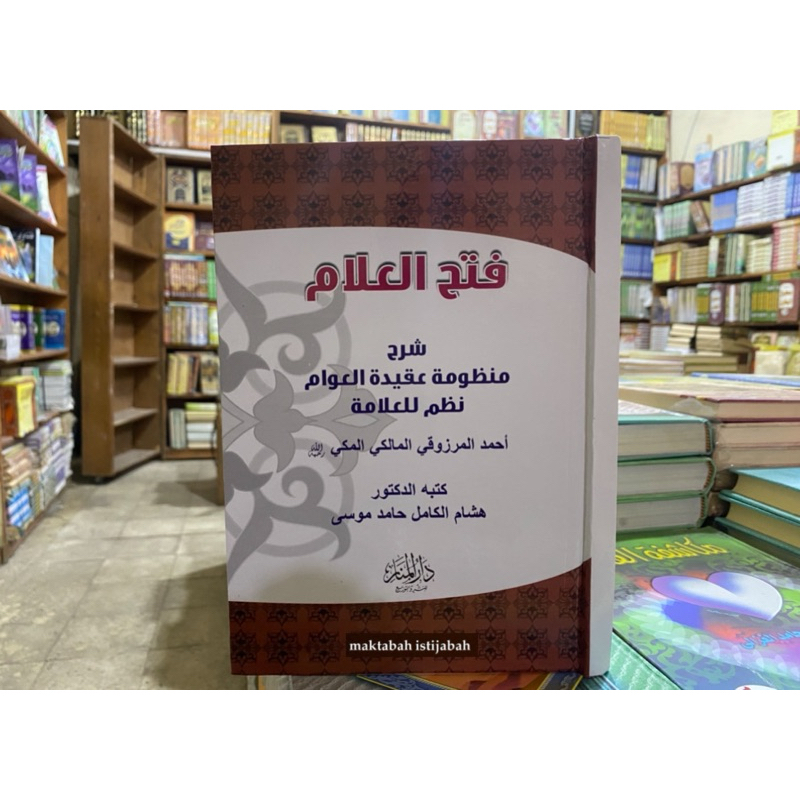 فتح العلام
شرح
منظومة عقيدة العوام
نظم للعلامة
أحمد المرزوقي المالكي المكي
كتبه الدكتور
هشام الكامل حامد موسى
دار المنار
maktabah istijabah
مكاشفة